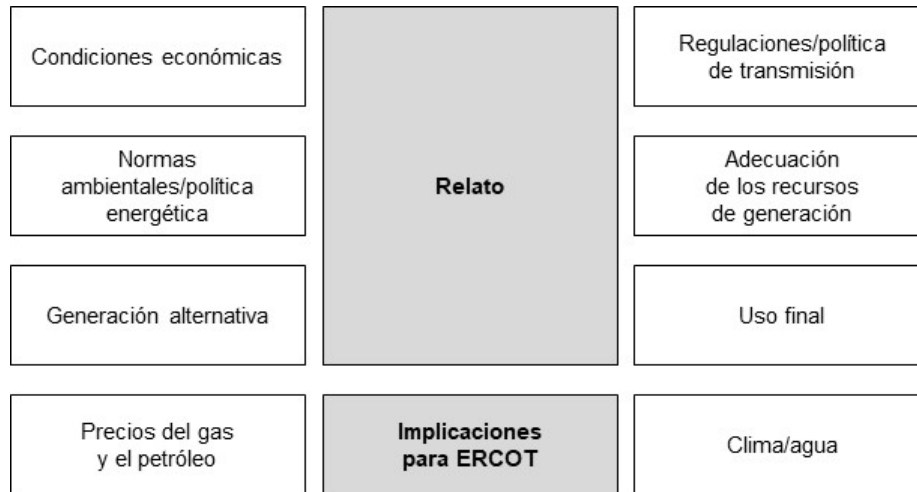 Condiciones económicas
Relato
Regulaciones/política
de transmisión
Normas
ambientales/política
energética
Adecuación
de los recursos
de generación
Generación alternativa
Uso final
Precios del gas
y el petróleo
Implicaciones
para ERCOT
Clima/agua